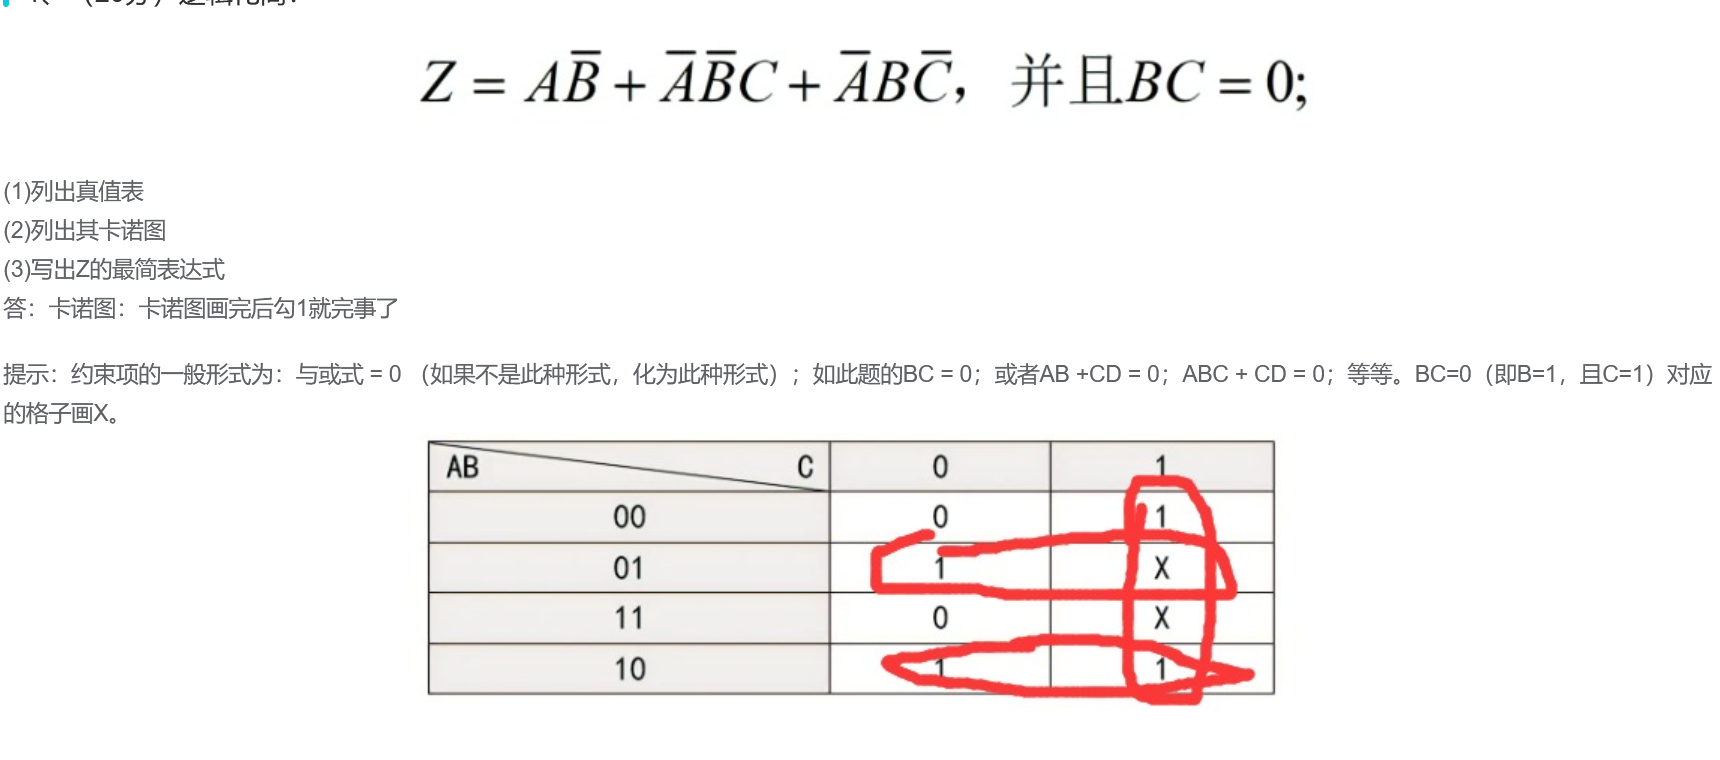 Z = AB̅ + A̅B̅C + A̅BC̅，并且BC = 0;
(1)列出真值表
(2)列出其卡诺图
(3)写出Z的最简表达式
答：卡诺图：卡诺图画完后勾1就完事了
提示：约束项的一般形式为：与或式 = 0 （如果不是此种形式，化为此种形式）；如此题的BC = 0；或者AB +CD = 0；ABC + CD = 0；等等。BC=0（即B=1，且C=1）对应
的格子画X。
AB C 0 1
00 0 1
01 1 X
11 0 X
10 1 1